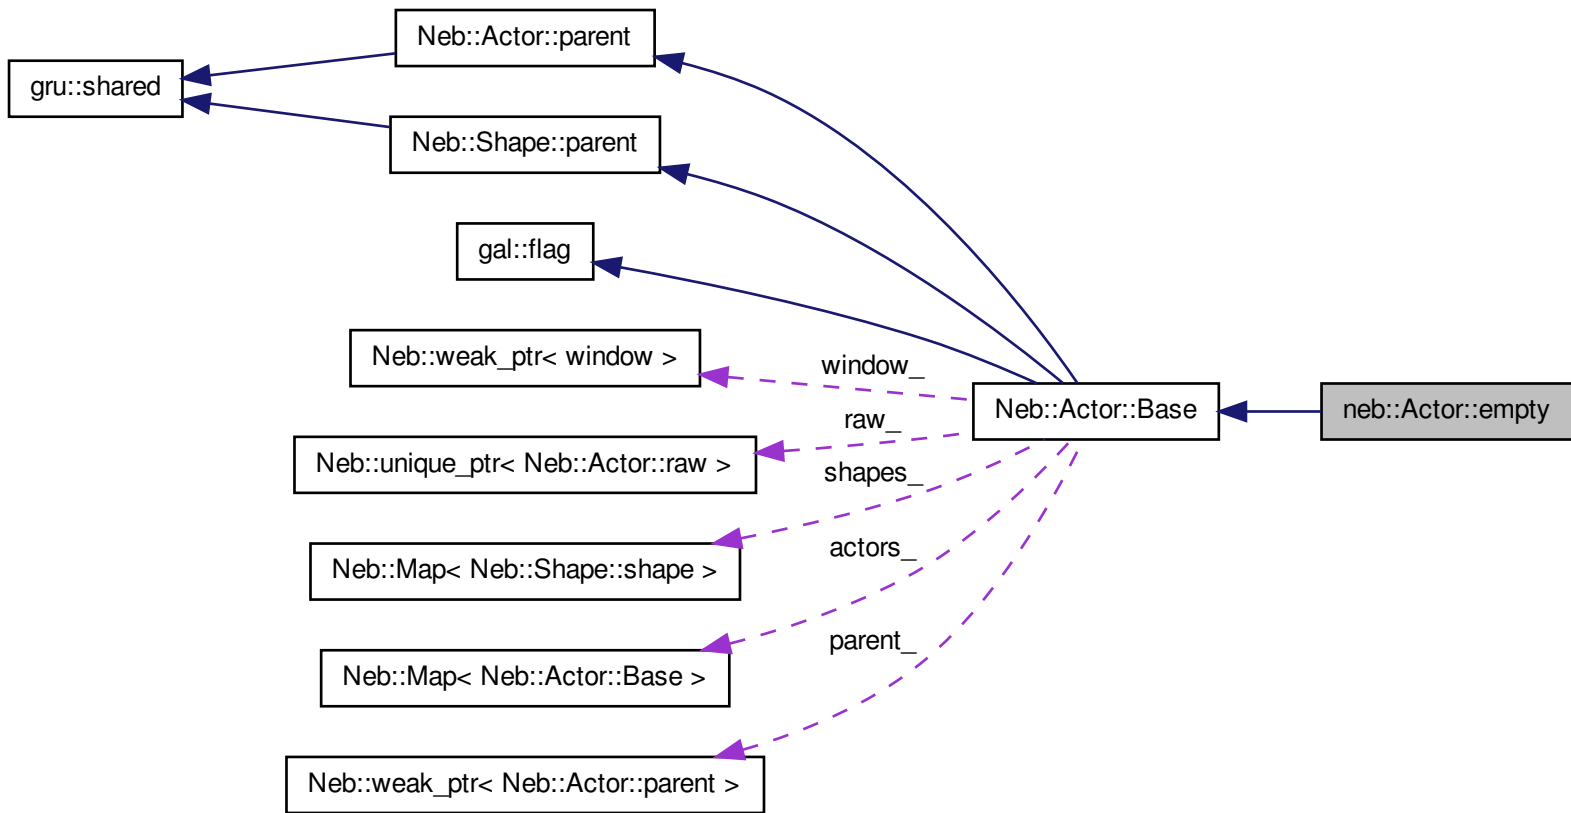 Neb::Actor::parent
gru::shared
Neb::Shape::parent
gal::flag
Neb::weak_ptr< window >
window_
Neb::Actor::Base
neb::Actor::empty
raw_
Neb::unique_ptr< Neb::Actor::raw >
shapes_
Neb::Map< Neb::Shape::shape >
actors_
Neb::Map< Neb::Actor::Base >
parent_
Neb::weak_ptr< Neb::Actor::parent >